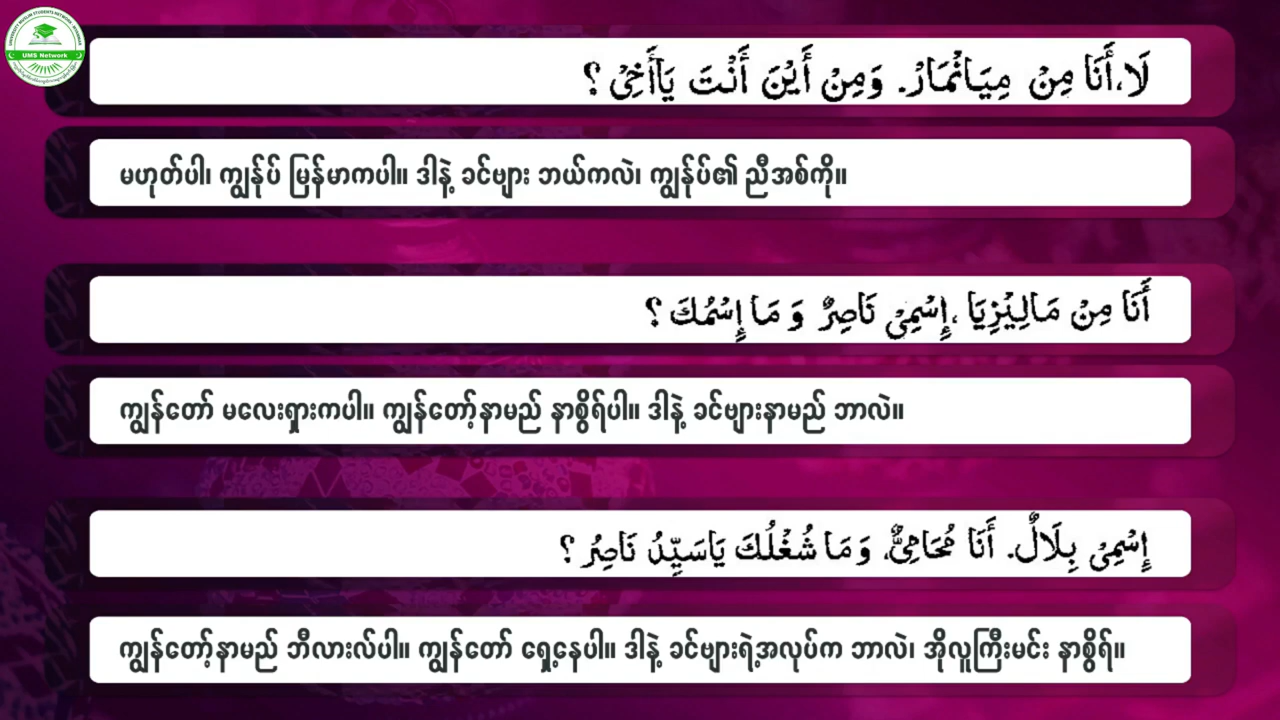 UMS Network
لَا،أَنَا مِنْ مِيَانْمَارْ. وَمِنْ أَيْنَ أَنْتَ يَاأَخِيْ ؟
မဟုတ်ပါ၊ ကျွန်ုပ် မြန်မာကပါ။ ဒါနဲ့ ခင်ဗျား ဘယ်ကလဲ၊ ကျွန်ုပ်၏ ညီအစ်ကို။
أَنَا مِنْ مَالِيْزِيَا ،إِسْمِيْ نَاصِرٌ وَ مَا إِسْمُكَ ؟
ကျွန်တော် မလေးရှားကပါ။ ကျွန်တော့်နာမည် နာစွိရ်ပါ။ ဒါနဲ့ ခင်ဗျားနာမည် ဘာလဲ။
إِسْمِيْ بِلَالٌ. أَنَا مُحَامِيٌّ، وَ مَا شُغْلُكَ يَاسَيِّدُ نَاصِرُ ؟
ကျွန်တော့်နာမည် ဘီလားလ်ပါ။ ကျွန်တော် ရှေ့နေပါ။ ဒါနဲ့ ခင်ဗျားရဲ့အလုပ်က ဘာလဲ၊ အိုလူကြီးမင်း နာစွိရ်။